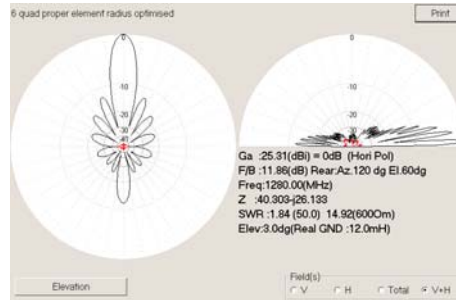 6 quad proper element radius optimised
Print
0
-10
-20
-30
0
-10
-20
-30
Ga :25.31(dBi) = 0dB (Hori Pol)
F/B :11.86(dB) Rear:Az.120 dg El.60dg
Freq:1280.00(MHz)
Z :40.303-j26.133
SWR :1.84 (50.0) 14.92(600Om)
Elev:3.0dg(Real GND :12.0mH)
Elevation
Field(s)
V H Total V+H